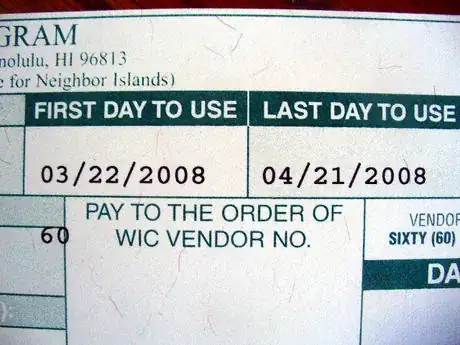 GRAM
nolulu, HI 96813
e for Neighbor Islands)
FIRST DAY TO USE LAST DAY TO USE
03/22/2008 04/21/2008
60 PAY TO THE ORDER OF VENDOR
WIC VENDOR NO. SIXTY (60)
DA
):